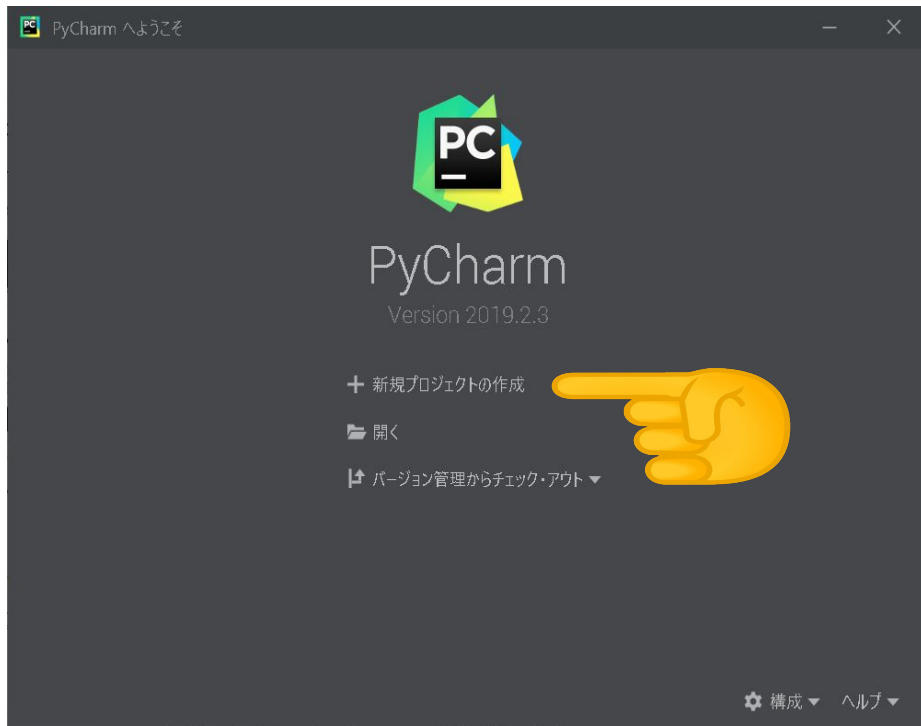 PC PyCharm へようこそ
PC
PyCharm
Version 2019.2.3
新規プロジェクトの作成
開く
バージョン管理からチェック・アウト
構成 ヘルプ